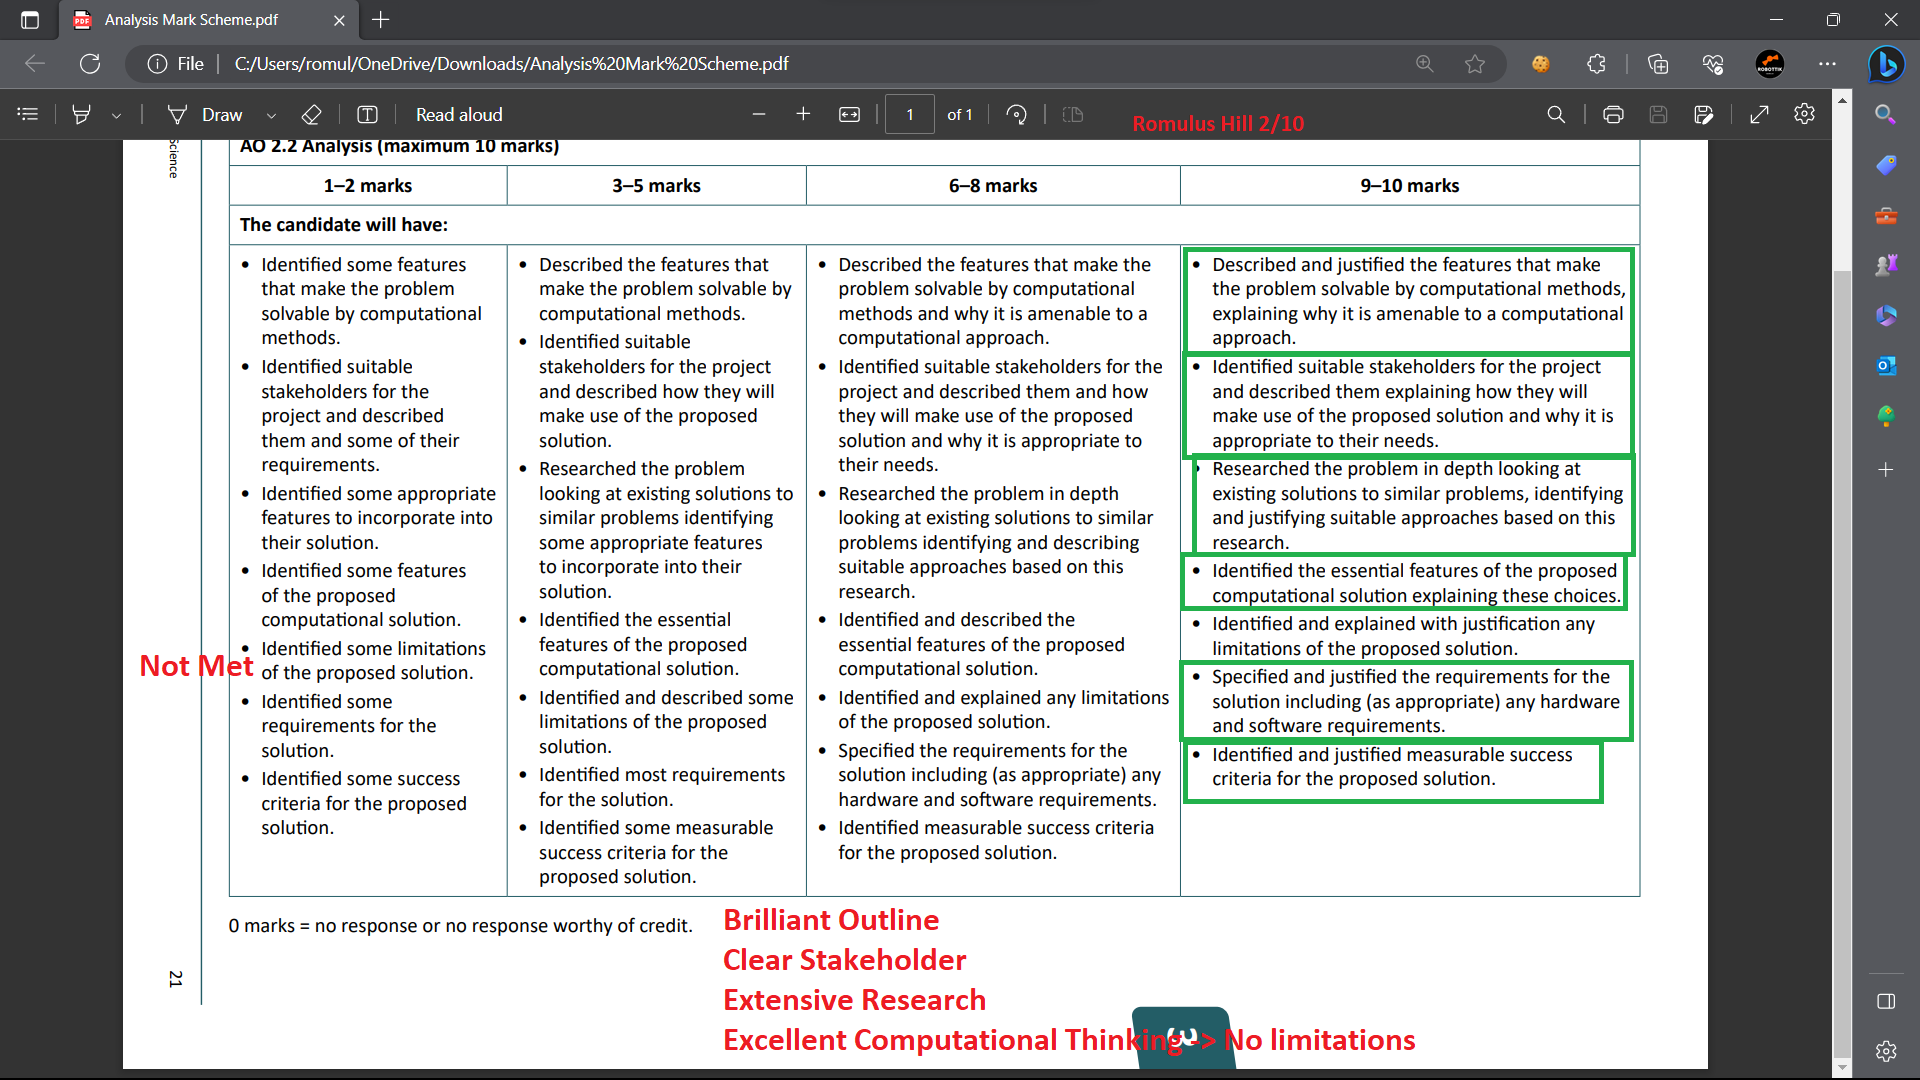 Analysis Mark Scheme.pdf
File
C:/Users/romul/OneDrive/Downloads/Analysis%20Mark%20Scheme.pdf
Draw
Read aloud
1
of 1
Romulus Hill 2/10
Science
AO 2.2 Analysis (maximum 10 marks)
1–2 marks
3–5 marks
6–8 marks
9–10 marks
The candidate will have:
• Identified some features
that make the problem
solvable by computational
methods.
• Identified suitable
stakeholders for the
project and described
them and some of their
requirements.
• Identified some appropriate
features to incorporate into
their solution.
• Identified some features
of the proposed
computational solution.
• Identified some limitations
of the proposed solution.
• Identified some
requirements for the
solution.
• Identified some success
criteria for the proposed
solution.
Not Met
• Described the features that
make the problem solvable by
computational methods.
• Identified suitable
stakeholders for the project
and described how they will
make use of the proposed
solution.
• Researched the problem
looking at existing solutions to
similar problems identifying
some appropriate features
to incorporate into their
solution.
• Identified the essential
features of the proposed
computational solution.
• Identified and described some
limitations of the proposed
solution.
• Identified most requirements
for the solution.
• Identified some measurable
success criteria for the
proposed solution.
• Described the features that make the
problem solvable by computational
methods and why it is amenable to a
computational approach.
• Identified suitable stakeholders for the
project and described them and how
they will make use of the proposed
solution and why it is appropriate to
their needs.
• Researched the problem in depth
looking at existing solutions to similar
problems identifying and describing
suitable approaches based on this
research.
• Identified and described the
essential features of the proposed
computational solution.
• Identified and explained any limitations
of the proposed solution.
• Specified the requirements for the
solution including (as appropriate) any
hardware and software requirements.
• Identified measurable success criteria
for the proposed solution.
• Described and justified the features that make
the problem solvable by computational methods,
explaining why it is amenable to a computational
approach.
• Identified suitable stakeholders for the project
and described them explaining how they will
make use of the proposed solution and why it is
appropriate to their needs.
• Researched the problem in depth looking at
existing solutions to similar problems, identifying
and justifying suitable approaches based on this
research.
• Identified the essential features of the proposed
computational solution explaining these choices.
• Identified and explained with justification any
limitations of the proposed solution.
• Specified and justified the requirements for the
solution including (as appropriate) any hardware
and software requirements.
• Identified and justified measurable success
criteria for the proposed solution.
0 marks = no response or no response worthy of credit.
Brilliant Outline
Clear Stakeholder
Extensive Research
Excellent Computational Thinking -> No limitations
21
3